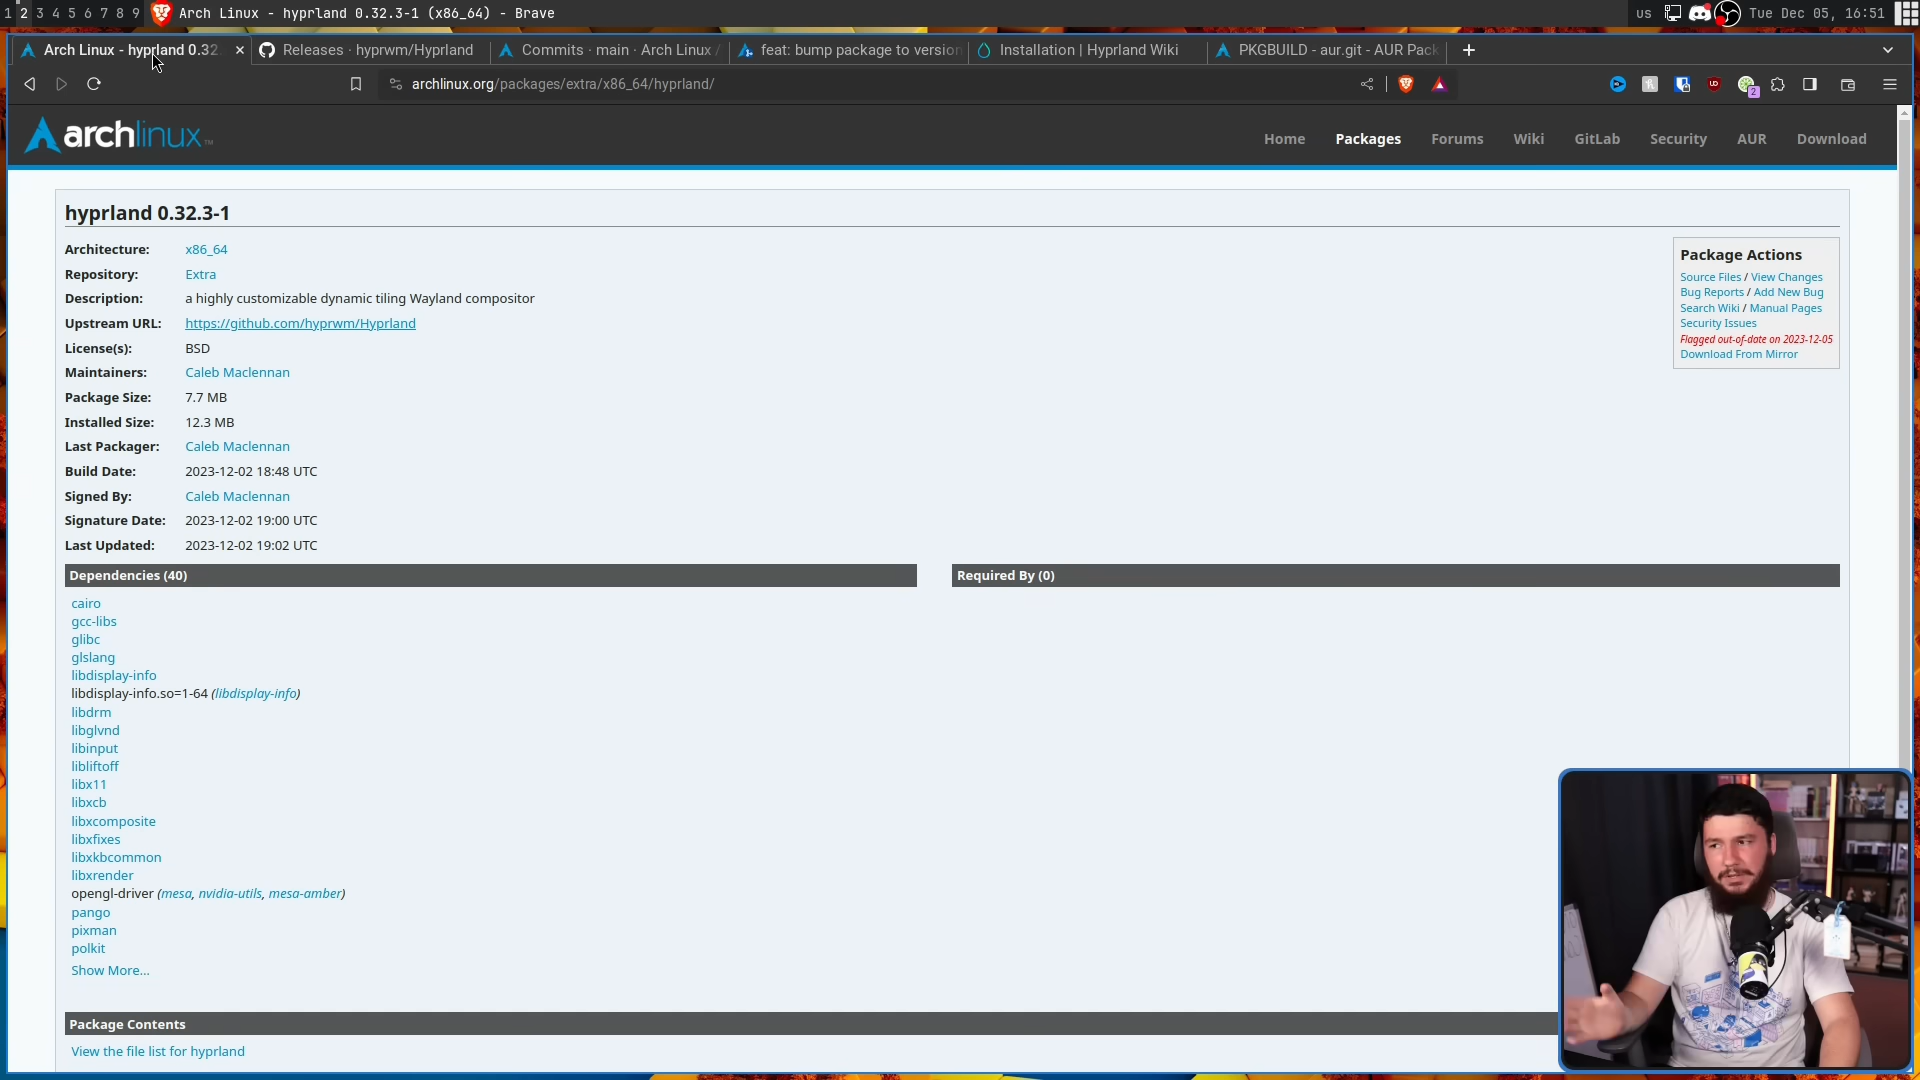 1 2 3 4 5 6 7 8 9 Arch Linux - hyprland 0.32.3-1 (x86_64) - Brave us Tue Dec 05, 16:51
Arch Linux - hyprland 0.32 Releases · hyprwm/Hyprland Commits · main · Arch Linux / feat: bump package to version Installation | Hyprland Wiki PKGBUILD - aur.git - AUR Pack
archlinux.org/packages/extra/x86_64/hyprland/ 2
archlinux™ Home Packages Forums Wiki GitLab Security AUR Download
hyprland 0.32.3-1
Architecture: x86_64
Repository: Extra
Description: a highly customizable dynamic tiling Wayland compositor
Upstream URL: https://github.com/hyprwm/Hyprland
License(s): BSD
Maintainers: Caleb Maclennan
Package Size: 7.7 MB
Installed Size: 12.3 MB
Last Packager: Caleb Maclennan
Build Date: 2023-12-02 18:48 UTC
Signed By: Caleb Maclennan
Signature Date: 2023-12-02 19:00 UTC
Last Updated: 2023-12-02 19:02 UTC
Package Actions
Source Files / View Changes
Bug Reports / Add New Bug
Search Wiki / Manual Pages
Security Issues
Flagged out-of-date on 2023-12-05
Download From Mirror
Dependencies (40)
cairo
gcc-libs
glibc
glslang
libdisplay-info
libdisplay-info.so=1-64 (libdisplay-info)
libdrm
libglvnd
libinput
libliftoff
libx11
libxcb
libxcomposite
libxfixes
libxkbcommon
libxrender
opengl-driver (mesa, nvidia-utils, mesa-amber)
pango
pixman
polkit
Show More...
Required By (0)
Package Contents
View the file list for hyprland